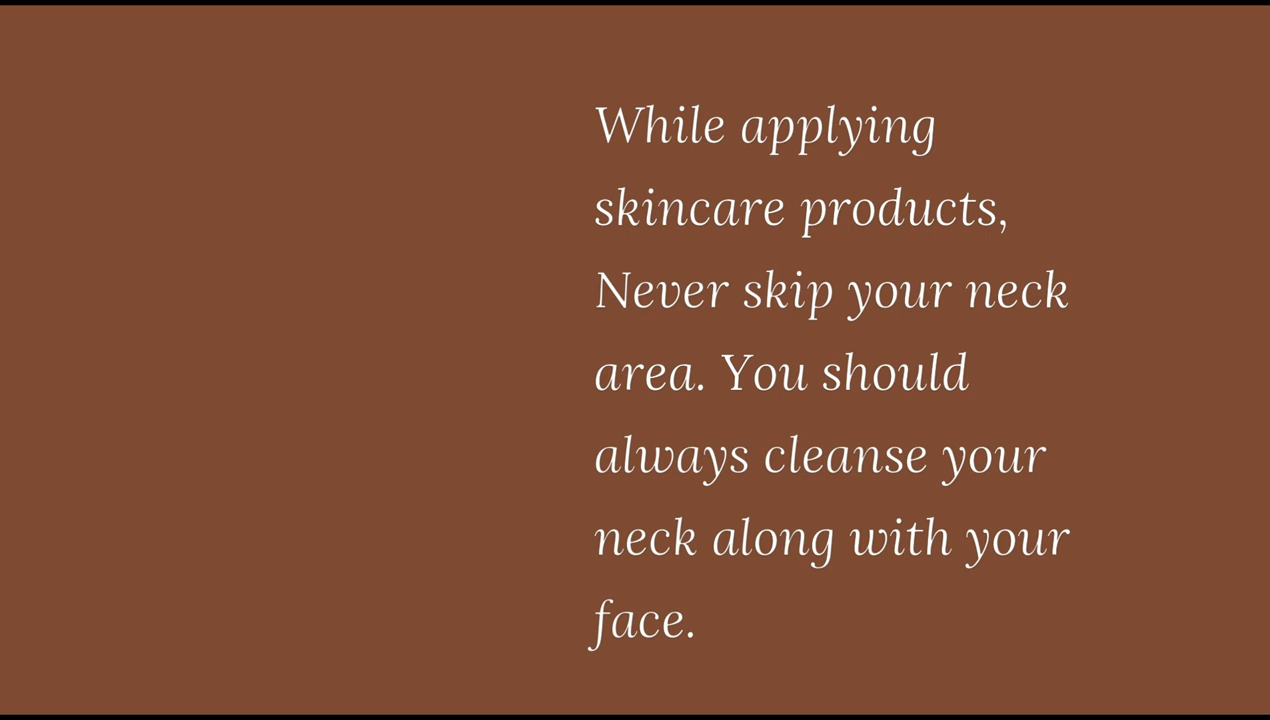 While applying
skincare products,
Never skip your neck
area. You should
always cleanse your
neck along with your
face.